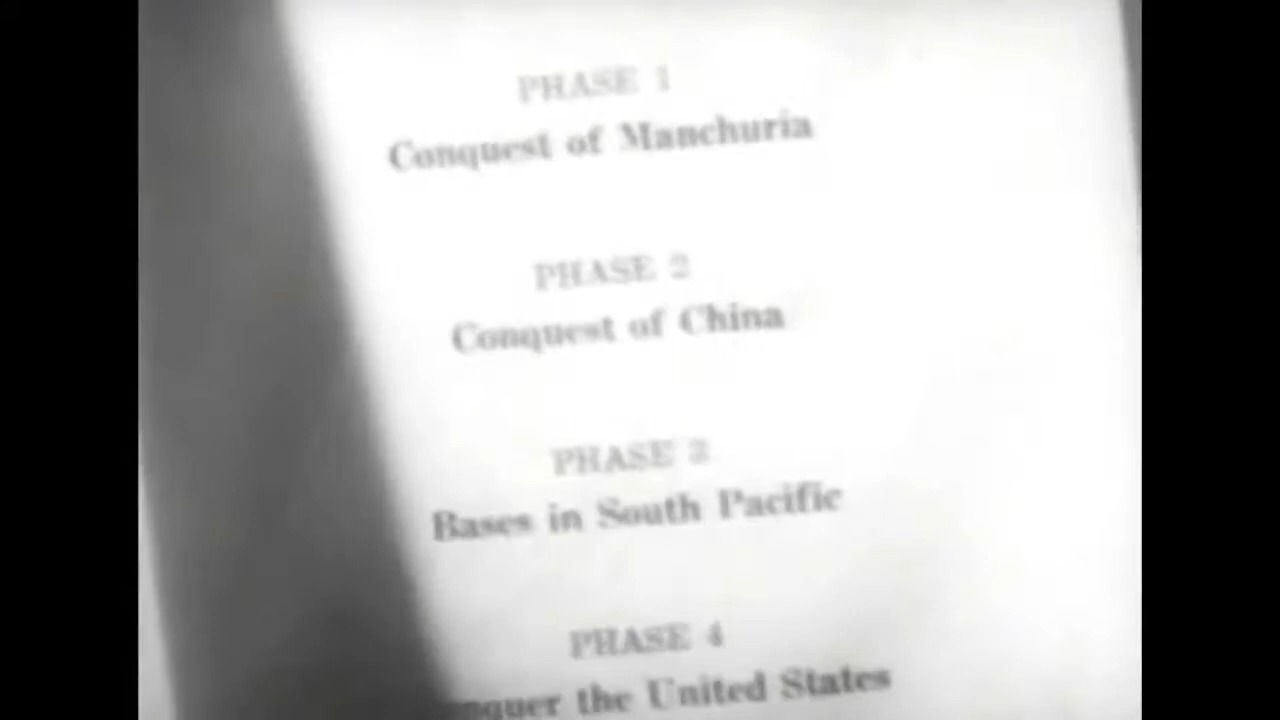 PHASE 1
Conquest of Manchuria
PHASE 2
Conquest of China
PHASE 3
Bases in South Pacific
PHASE 4
nquer the United States